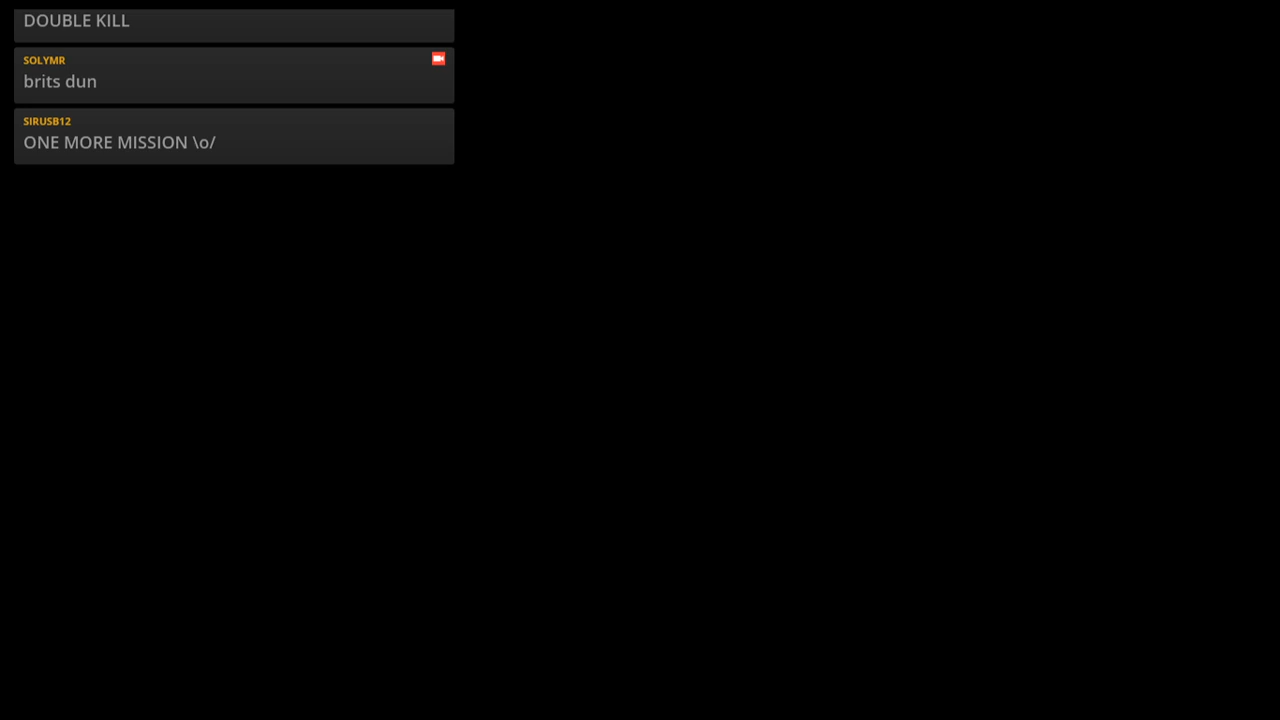 DOUBLE KILL
SOLYMR
brits dun
SIRUSB12
ONE MORE MISSION \o/